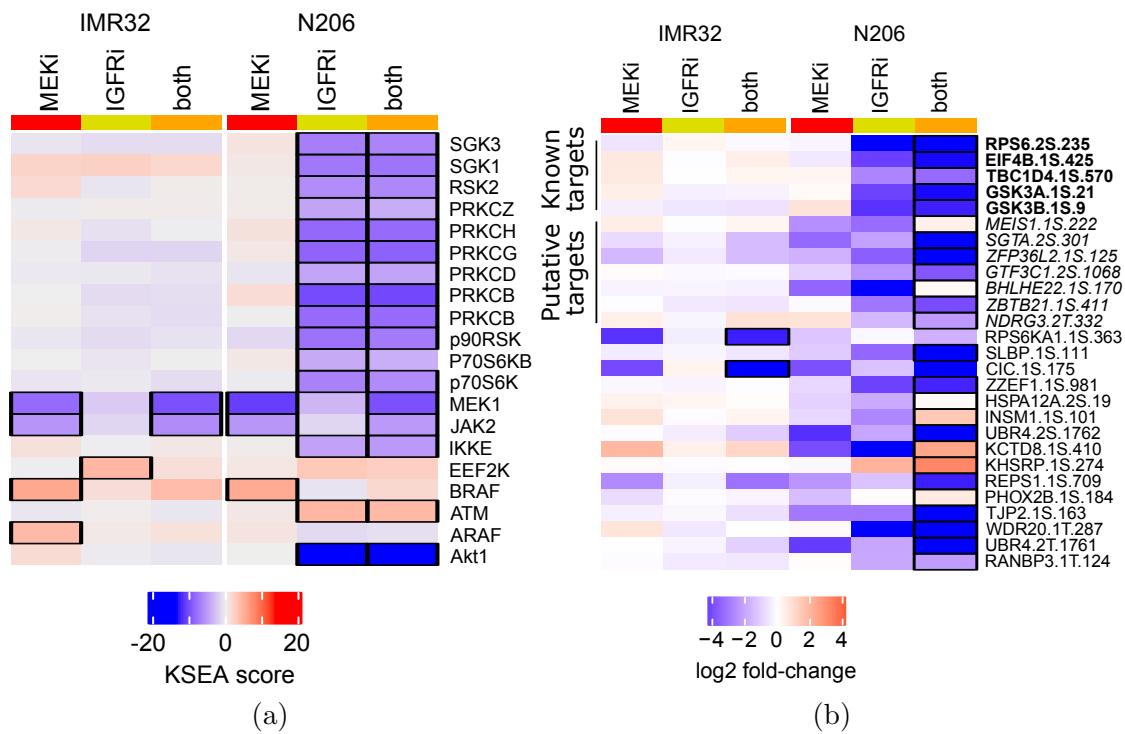 IMR32 N206
MEKi IGFRi both MEKi IGFRi both
SGK3
SGK1
RSK2
PRKCZ
PRKCH
PRKCG
PRKCD
PRKCB
PRKCB
p90RSK
P70S6KB
p70S6K
MEK1
JAK2
IKKE
EEF2K
BRAF
ATM
ARAF
Akt1
-20 0 20
KSEA score
(a)
IMR32 N206
MEKi IGFRi both MEKi IGFRi both
Known
targets
Putative
targets
RPS6.2S.235
EIF4B.1S.425
TBC1D4.1S.570
GSK3A.1S.21
GSK3B.1S.9
MEIS1.1S.222
SGTA.2S.301
ZFP36L2.1S.125
GTF3C1.2S.1068
BHLHE22.1S.170
ZBTB21.1S.411
NDRG3.2T.332
RPS6KA1.1S.363
SLBP.1S.111
CIC.1S.175
ZZEF1.1S.981
HSPA12A.2S.19
INSM1.1S.101
UBR4.2S.1762
KCTD8.1S.410
KHSRP.1S.274
REPS1.1S.709
PHOX2B.1S.184
TJP2.1S.163
WDR20.1T.287
UBR4.2T.1761
RANBP3.1T.124
−4 −2 0 2 4
log2 fold-change
(b)